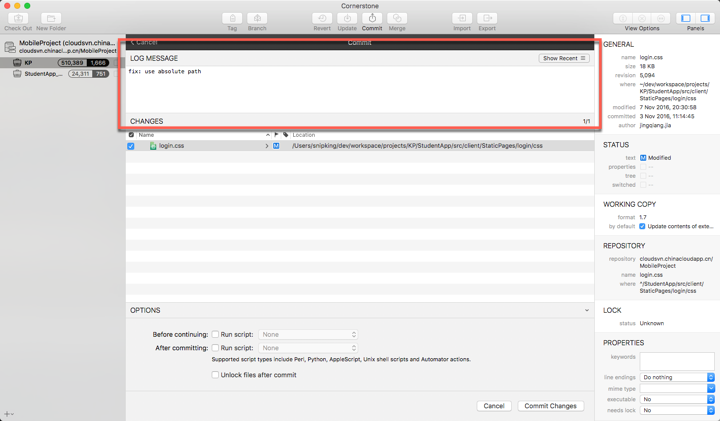 Cornerstone
Check Out
New Folder
Tag
Branch
Revert
Update
Commit
Merge
Import
Export
View Options
Panels
MobileProject (cloudsvn.china...
cloudsvn.chinacl...p.cn/MobileProject
KP
510,389
1,666
StudentApp_...
24,311
751
Cancel
Commit
LOG MESSAGE
Show Recent
fix: use absolute path
CHANGES
1/1
Name
Location
login.css
M
/Users/snipking/dev/workspace/projects/KP/StudentApp/src/client/StaticPages/login/css
OPTIONS
Before continuing:
Run script:
None
After committing:
Run script:
None
Supported script types include Perl, Python, AppleScript, Unix shell scripts and Automator actions.
Unlock files after commit
Cancel
Commit Changes
GENERAL
name login.css
size 18 KB
revision 5,094
where ~/dev/workspace/projects/
KP/StudentApp/src/client/
StaticPages/login/css
modified 7 Nov 2016, 20:30:58
committed 3 Nov 2016, 11:14:45
author jingqiang.jia
STATUS
text M Modified
properties
tree
switched
WORKING COPY
format 1.7
by default Update contents of exte...
REPOSITORY
repository cloudsvn.chinacloudapp.cn/
MobileProject
name login.css
where ^/StudentApp/src/client/
StaticPages/login/css
LOCK
status Unknown
PROPERTIES
keywords
line endings Do nothing
mime type
executable No
needs lock No